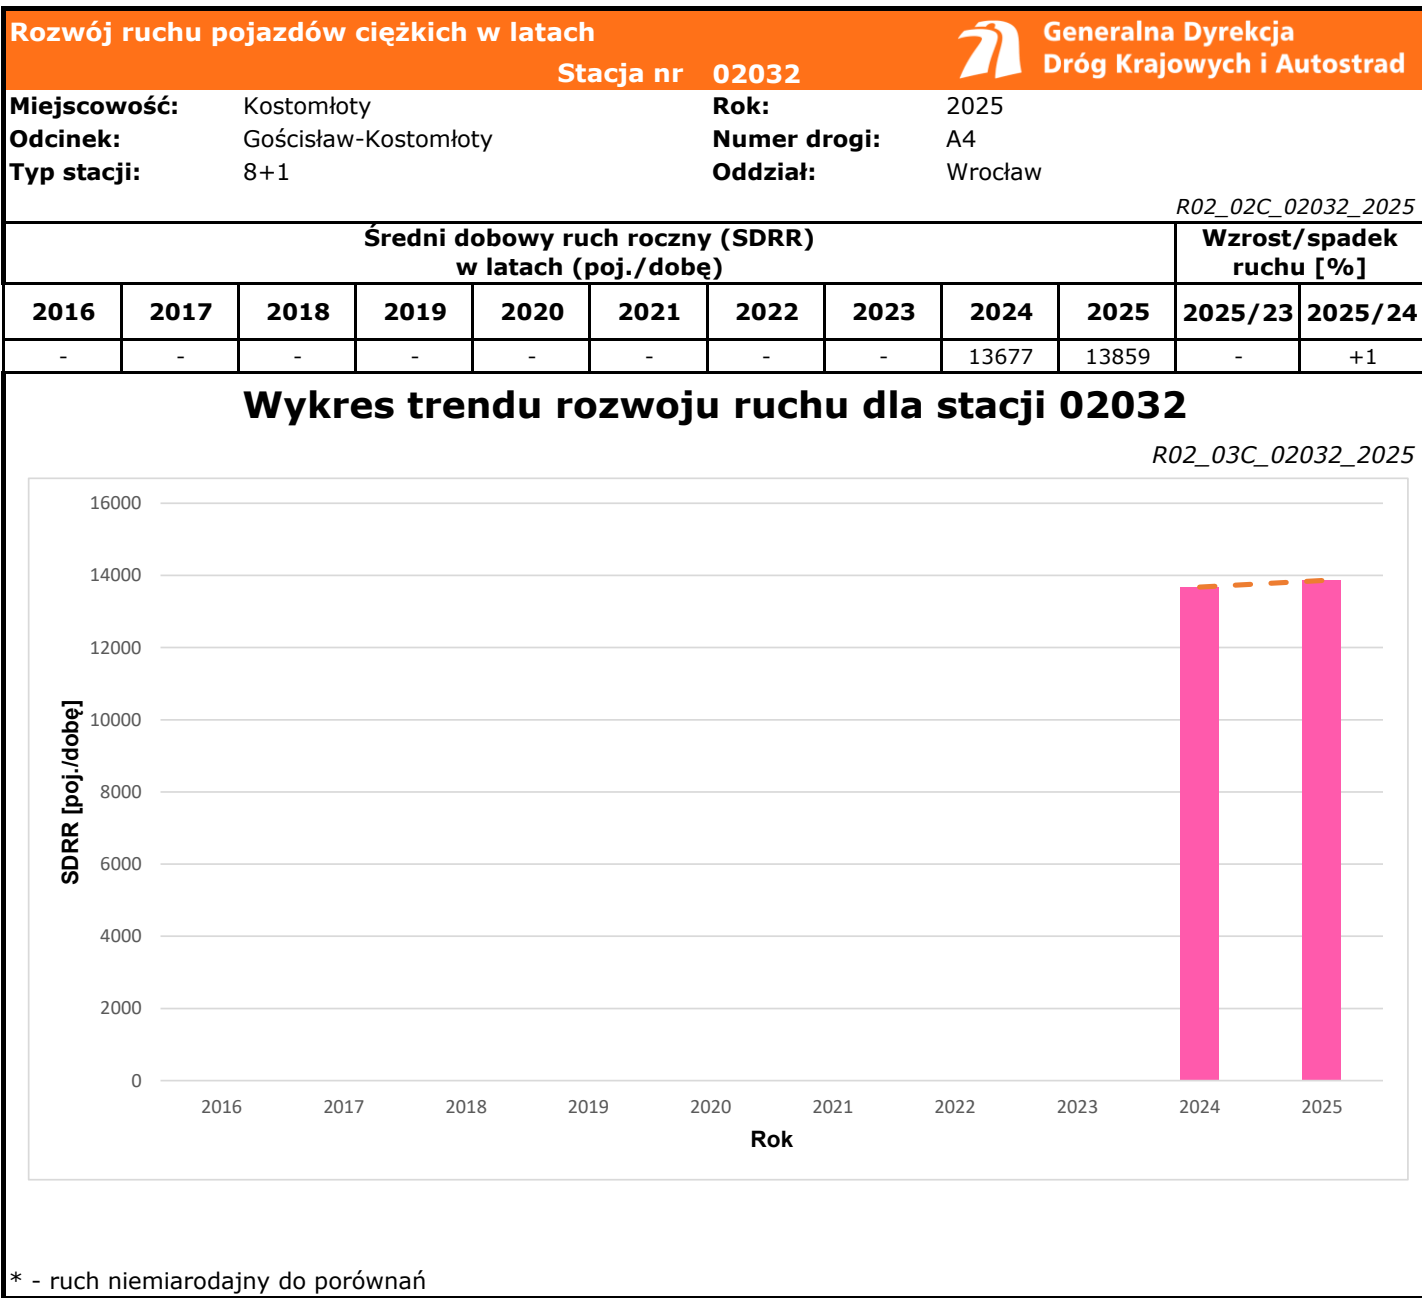 Rozwój ruchu pojazdów ciężkich w latach
Stacja nr 02032
Generalna Dyrekcja
Dróg Krajowych i Autostrad
Miejscowość: Kostomłoty Rok: 2025
Odcinek: Gościsław-Kostomłoty Numer drogi: A4
Typ stacji: 8+1 Oddział: Wrocław
R02_02C_02032_2025
Średni dobowy ruch roczny (SDRR)
w latach (poj./dobę)
Wzrost/spadek
ruchu [%]
2016 2017 2018 2019 2020 2021 2022 2023 2024 2025 2025/23 2025/24
- - - - - - - - 13677 13859 - +1
Wykres trendu rozwoju ruchu dla stacji 02032
R02_03C_02032_2025
16000
14000
12000
10000
8000
6000
4000
2000
0
SDRR [poj./dobę]
2016 2017 2018 2019 2020 2021 2022 2023 2024 2025
Rok
* - ruch niemiarodajny do porównań